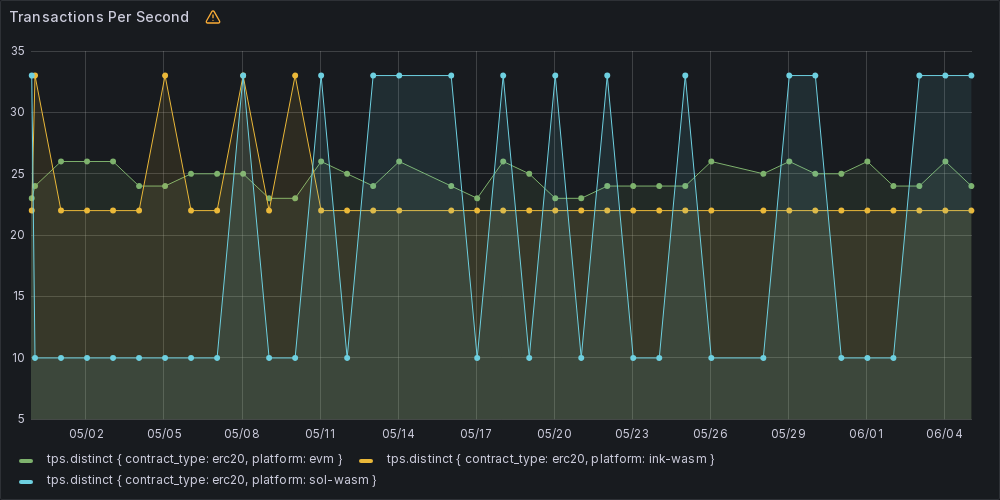 Transactions Per Second
35
30
25
20
15
10
5
05/02 05/05 05/08 05/11 05/14 05/17 05/20 05/23 05/26 05/29 06/01 06/04
tps.distinct { contract_type: erc20, platform: evm } tps.distinct { contract_type: erc20, platform: ink-wasm }
tps.distinct { contract_type: erc20, platform: sol-wasm }